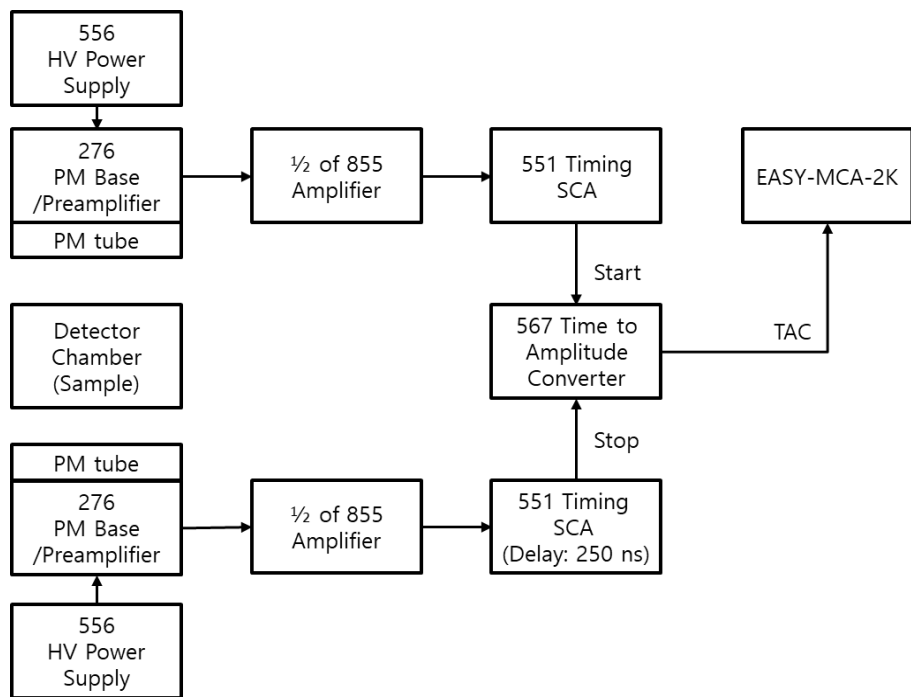 556
HV Power
Supply
276
PM Base
/Preamplifier
PM tube
½ of 855
Amplifier
551 Timing
SCA
EASY-MCA-2K
Start
Detector
Chamber
(Sample)
567 Time to
Amplitude
Converter
TAC
Stop
PM tube
276
PM Base
/Preamplifier
½ of 855
Amplifier
551 Timing
SCA
(Delay: 250 ns)
556
HV Power
Supply